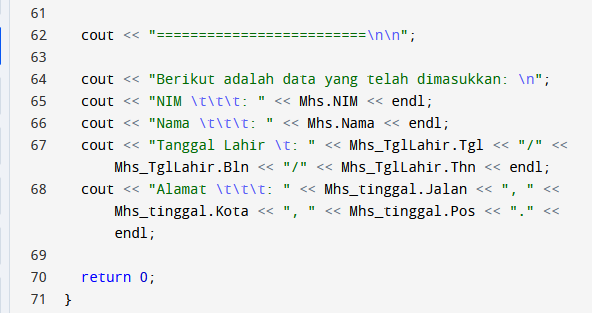 61
62 cout << "=========================\n\n";
63
64 cout << "Berikut adalah data yang telah dimasukkan: \n";
65 cout << "NIM \t\t\t: " << Mhs.NIM << endl;
66 cout << "Nama \t\t\t: " << Mhs.Nama << endl;
67 cout << "Tanggal Lahir \t: " << Mhs_TglLahir.Tgl << "/" <<
Mhs_TglLahir.Bln << "/" << Mhs_TglLahir.Thn << endl;
68 cout << "Alamat \t\t\t: " << Mhs_tinggal.Jalan << ", " <<
Mhs_tinggal.Kota << ", " << Mhs_tinggal.Pos << "." <<
endl;
69
70 return 0;
71 }